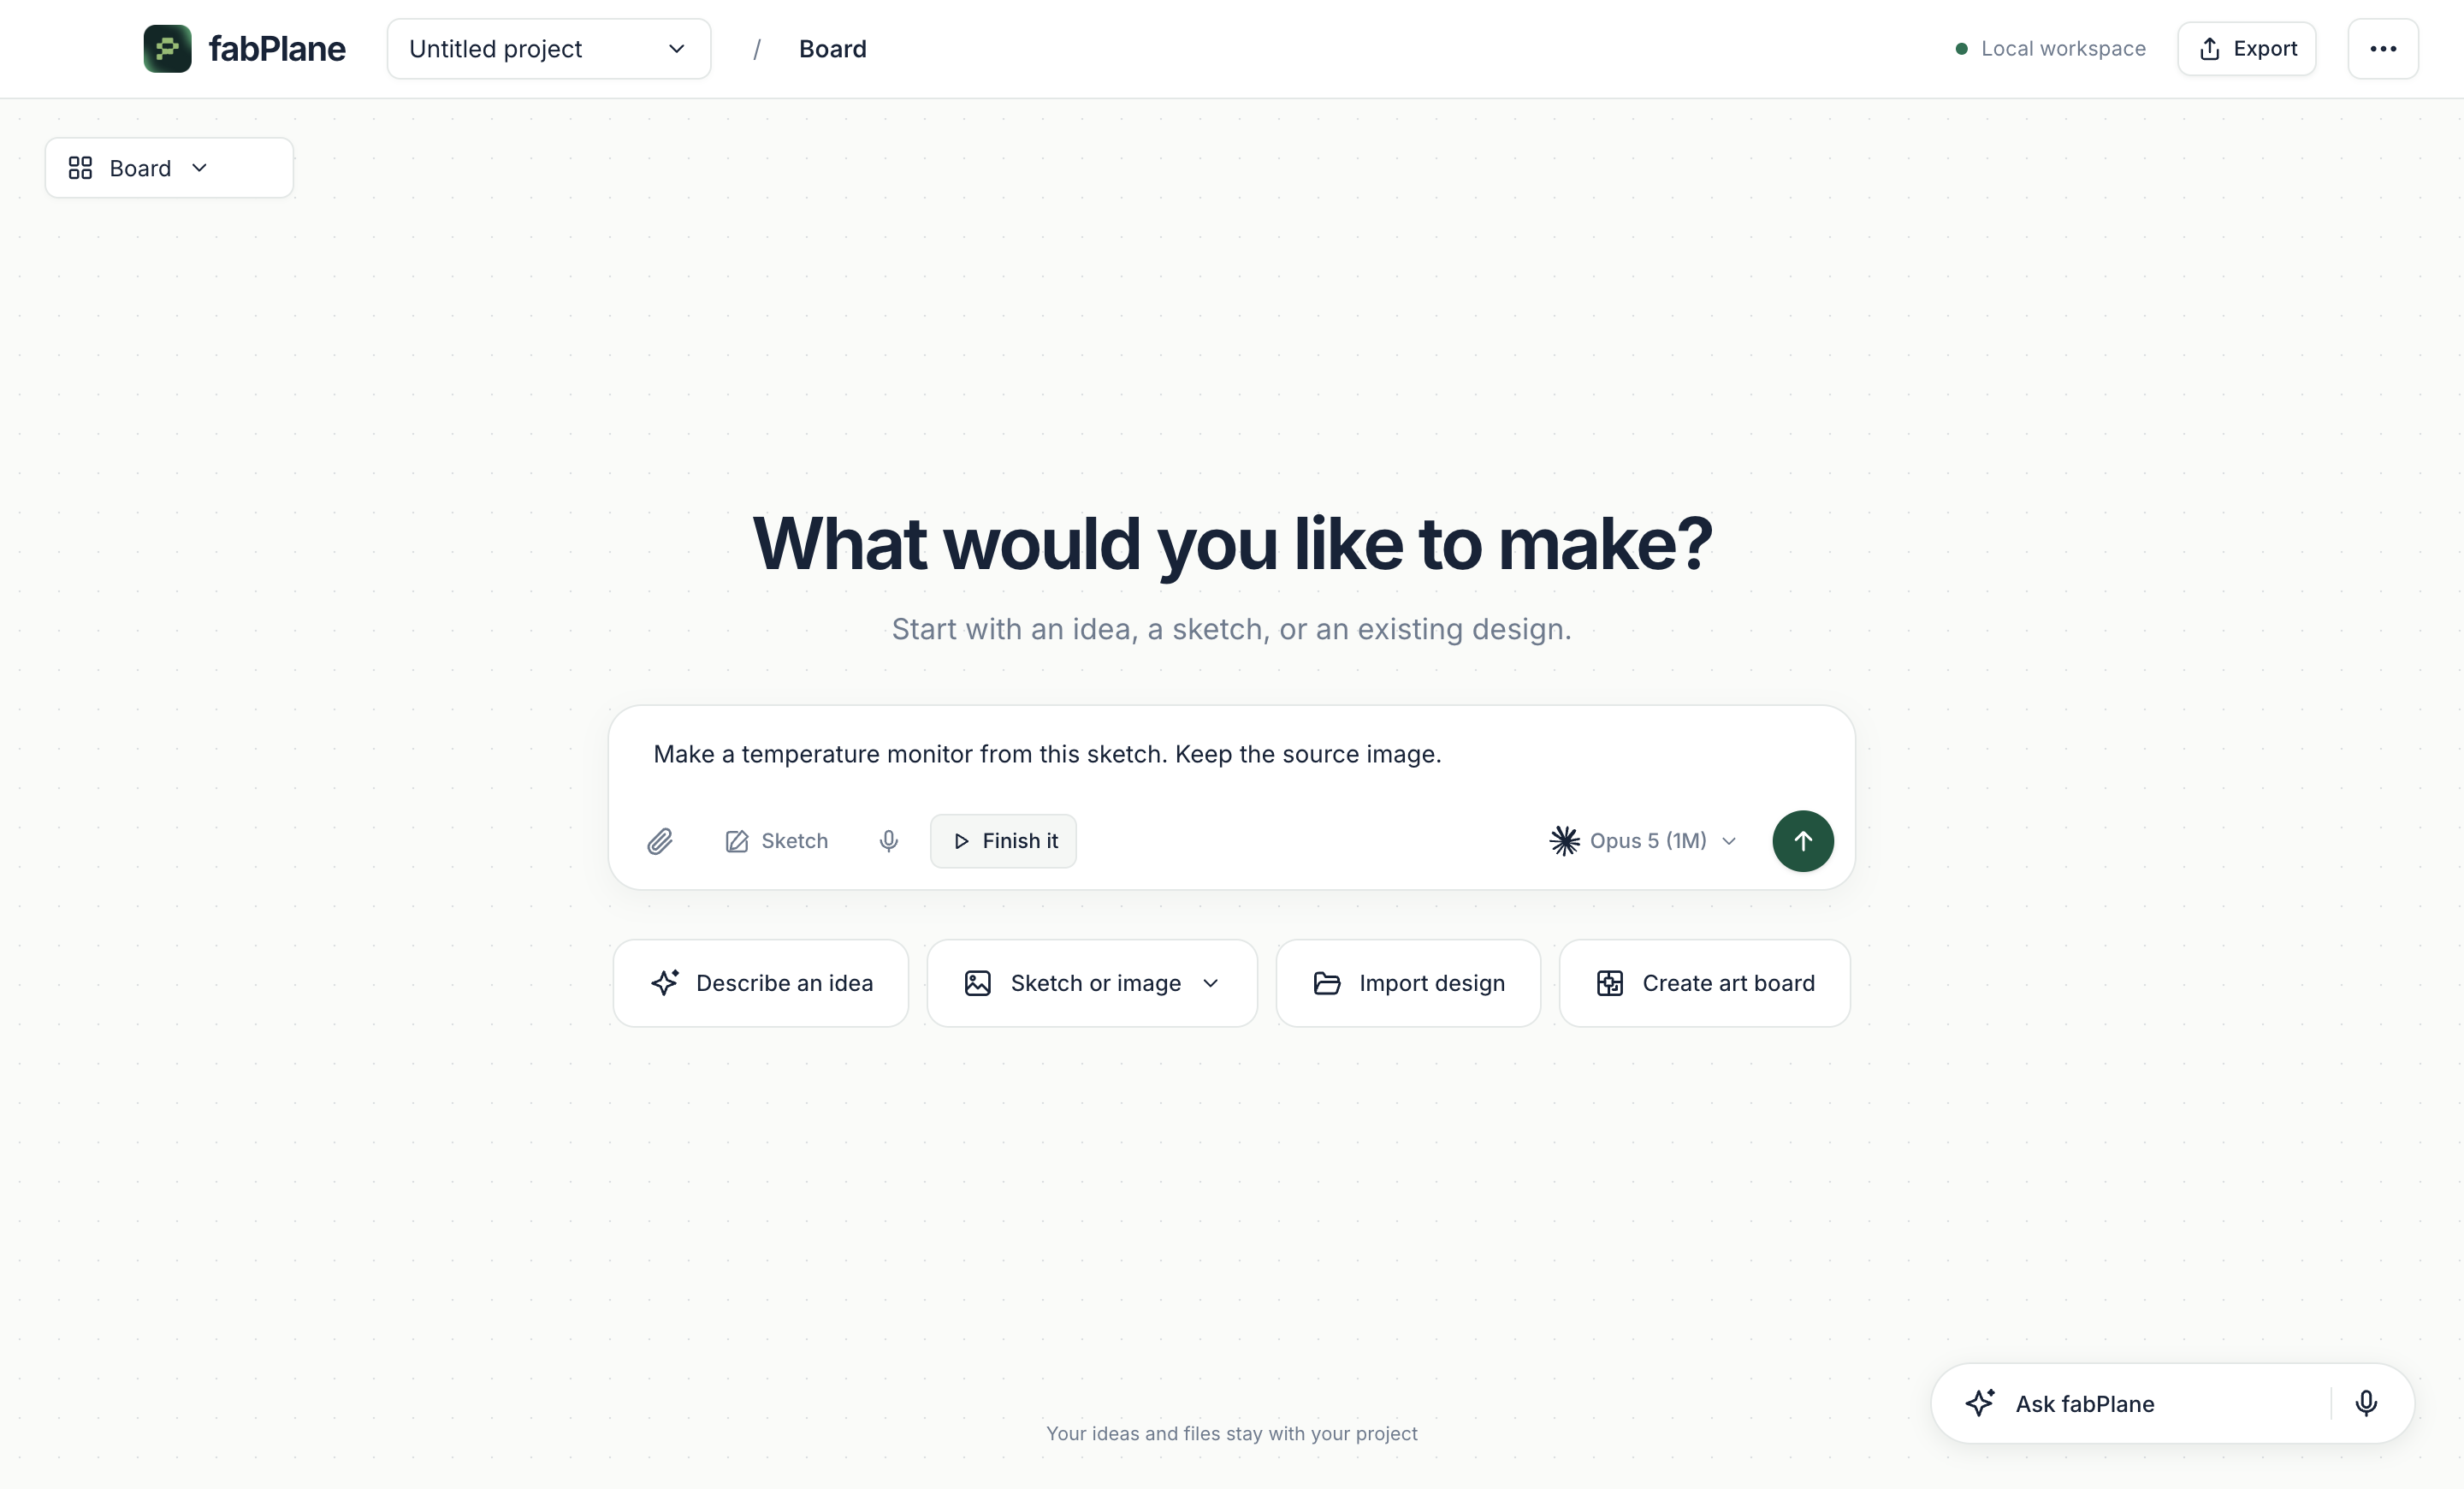 fabPlane
Untitled project
/
Board
Local workspace
Export
Board
What would you like to make?
Start with an idea, a sketch, or an existing design.
Make a temperature monitor from this sketch. Keep the source image.
Sketch
Finish it
Opus 5 (1M)
Describe an idea
Sketch or image
Import design
Create art board
Ask fabPlane
Your ideas and files stay with your project